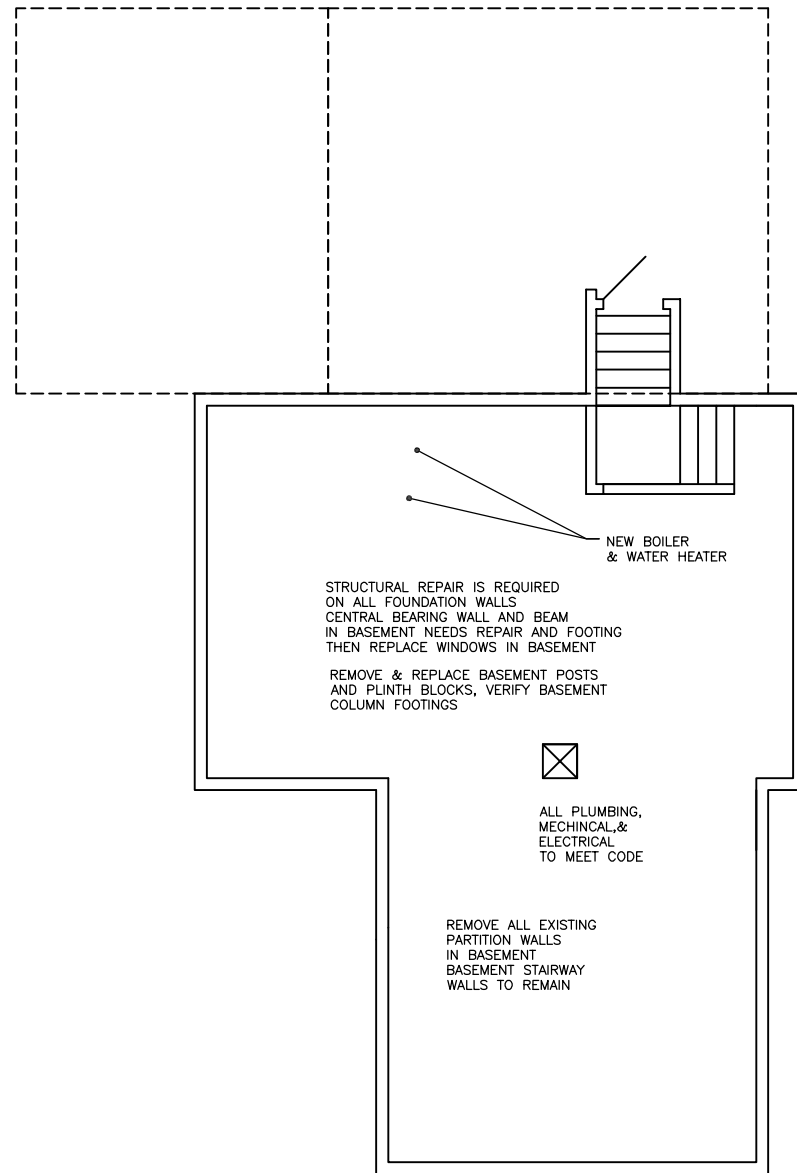 NEW BOILER
& WATER HEATER
STRUCTURAL REPAIR IS REQUIRED
ON ALL FOUNDATION WALLS
CENTRAL BEARING WALL AND BEAM
IN BASEMENT NEEDS REPAIR AND FOOTING
THEN REPLACE WINDOWS IN BASEMENT
REMOVE & REPLACE BASEMENT POSTS
AND PLINTH BLOCKS, VERIFY BASEMENT
COLUMN FOOTINGS
ALL PLUMBING,
MECHINCAL,&
ELECTRICAL
TO MEET CODE
REMOVE ALL EXISTING
PARTITION WALLS
IN BASEMENT
BASEMENT STAIRWAY
WALLS TO REMAIN